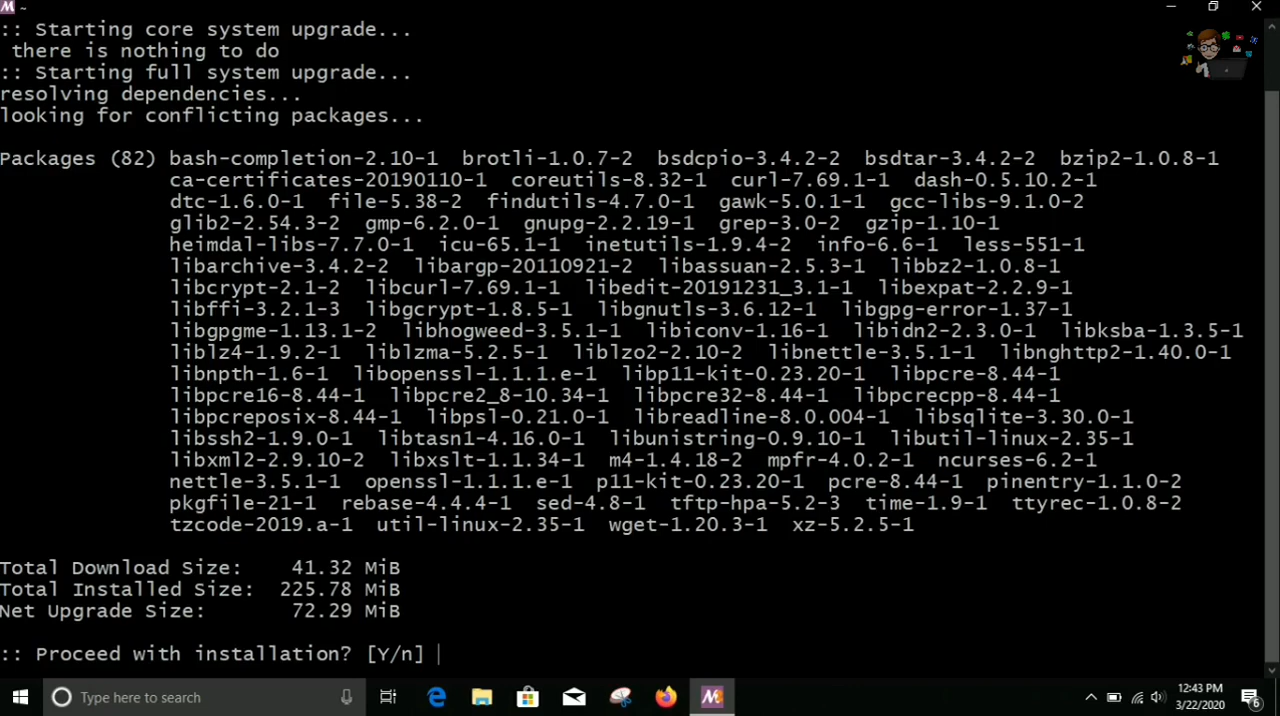 ~
:: Starting core system upgrade...
 there is nothing to do
:: Starting full system upgrade...
resolving dependencies...
looking for conflicting packages...

Packages (82) bash-completion-2.10-1  brotli-1.0.7-2  bsdcpio-3.4.2-2  bsdtar-3.4.2-2  bzip2-1.0.8-1
              ca-certificates-20190110-1  coreutils-8.32-1  curl-7.69.1-1  dash-0.5.10.2-1
              dtc-1.6.0-1  file-5.38-2  findutils-4.7.0-1  gawk-5.0.1-1  gcc-libs-9.1.0-2
              glib2-2.54.3-2  gmp-6.2.0-1  gnupg-2.2.19-1  grep-3.0-2  gzip-1.10-1
              heimdal-libs-7.7.0-1  icu-65.1-1  inetutils-1.9.4-2  info-6.6-1  less-551-1
              libarchive-3.4.2-2  libargp-20110921-2  libassuan-2.5.3-1  libbz2-1.0.8-1
              libcrypt-2.1-2  libcurl-7.69.1-1  libedit-20191231_3.1-1  libexpat-2.2.9-1
              libffi-3.2.1-3  libgcrypt-1.8.5-1  libgnutls-3.6.12-1  libgpg-error-1.37-1
              libgpgme-1.13.1-2  libhogweed-3.5.1-1  libiconv-1.16-1  libidn2-2.3.0-1  libksba-1.3.5-1
              liblz4-1.9.2-1  liblzma-5.2.5-1  liblzo2-2.10-2  libnettle-3.5.1-1  libnghttp2-1.40.0-1
              libnpth-1.6-1  libopenssl-1.1.1.e-1  libp11-kit-0.23.20-1  libpcre-8.44-1
              libpcre16-8.44-1  libpcre2_8-10.34-1  libpcre32-8.44-1  libpcrecpp-8.44-1
              libpcreposix-8.44-1  libpsl-0.21.0-1  libreadline-8.0.004-1  libsqlite-3.30.0-1
              libssh2-1.9.0-1  libtasn1-4.16.0-1  libunistring-0.9.10-1  libutil-linux-2.35-1
              libxml2-2.9.10-2  libxslt-1.1.34-1  m4-1.4.18-2  mpfr-4.0.2-1  ncurses-6.2-1
              nettle-3.5.1-1  openssl-1.1.1.e-1  p11-kit-0.23.20-1  pcre-8.44-1  pinentry-1.1.0-2
              pkgfile-21-1  rebase-4.4.4-1  sed-4.8-1  tftp-hpa-5.2-3  time-1.9-1  ttyrec-1.0.8-2
              tzcode-2019.a-1  util-linux-2.35-1  wget-1.20.3-1  xz-5.2.5-1

Total Download Size:    41.32 MiB
Total Installed Size:  225.78 MiB
Net Upgrade Size:       72.29 MiB

:: Proceed with installation? [Y/n]
Type here to search
12:43 PM
3/22/2020
6